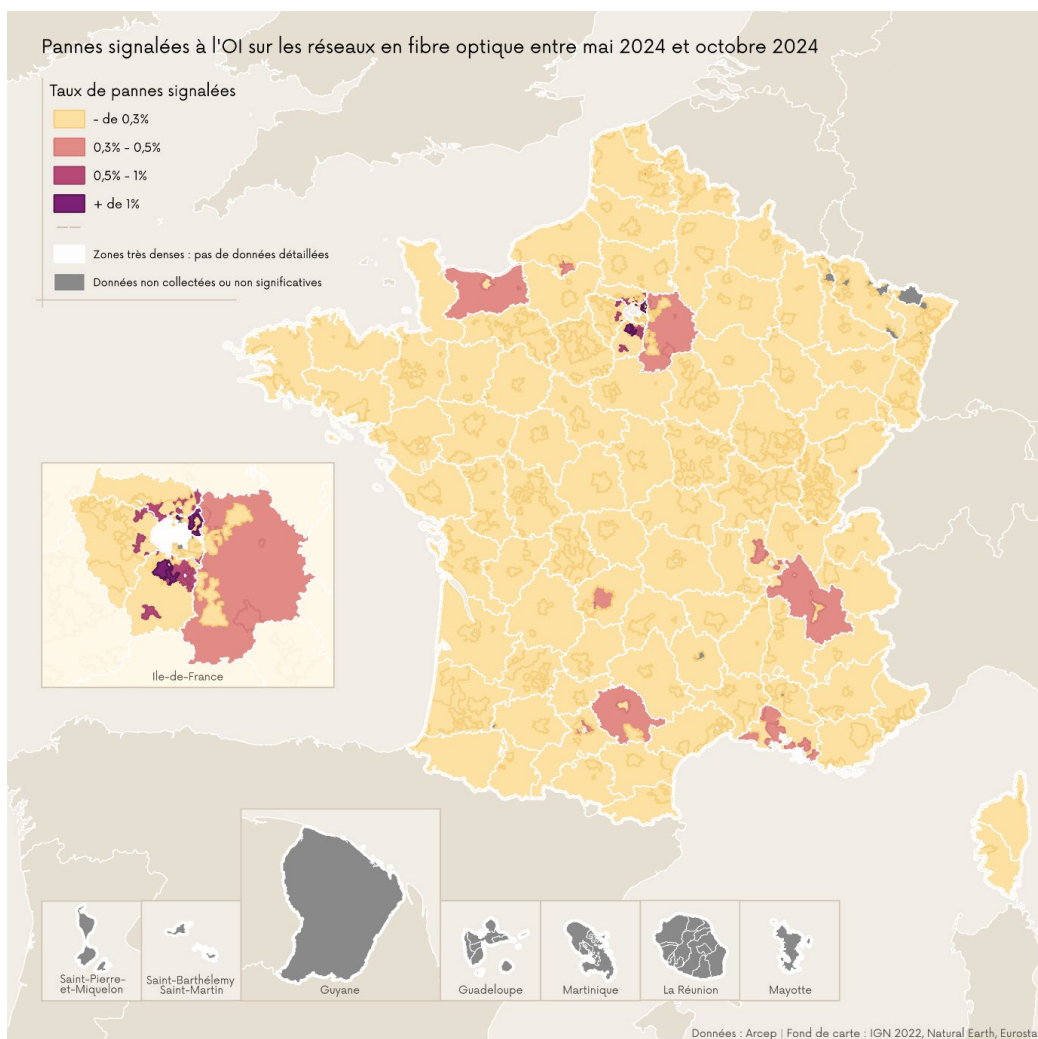 Pannes signalées à l'OI sur les réseaux en fibre optique entre mai 2024 et octobre 2024
Taux de pannes signalées
- de 0,3%
0,3% - 0,5%
0,5% - 1%
+ de 1%
Zones très denses : pas de données détaillées
Données non collectées ou non significatives
Ile-de-France
Saint-Pierre-
et-Miquelon
Saint-Barthélemy
Saint-Martin
Guyane
Guadeloupe
Martinique
La Réunion
Mayotte
Données : Arcep | Fond de carte : IGN 2022, Natural Earth, Eurosta